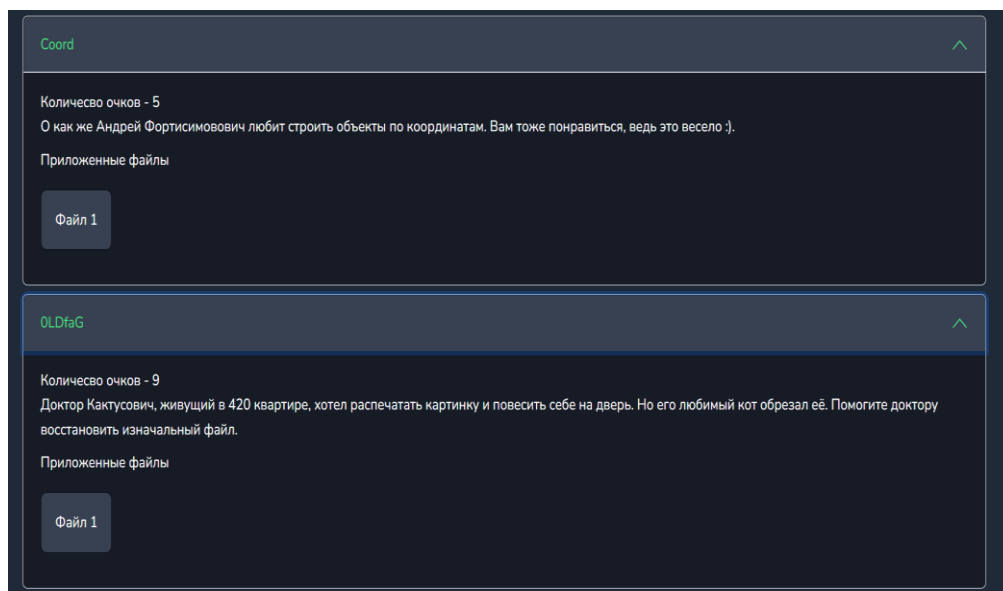 Coord
Количесво очков - 5
О как же Андрей Фортисимовович любит строить объекты по координатам. Вам тоже понравиться, ведь это весело :).
Приложенные файлы
Файл 1
0LDfaG
Количесво очков - 9
Доктор Кактусович, живущий в 420 квартире, хотел распечатать картинку и повесить себе на дверь. Но его любимый кот обрезал её. Помогите доктору
восстановить изначальный файл.
Приложенные файлы
Файл 1